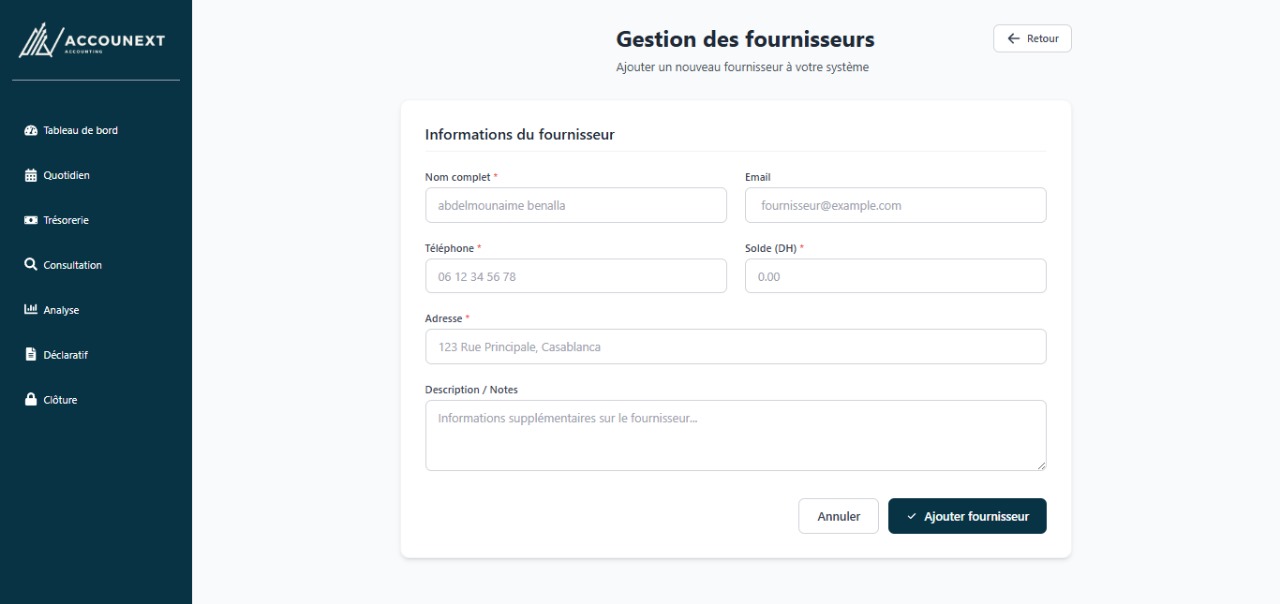 ACCOUNEXT
ACCOUNTING
Tableau de bord
Quotidien
Trésorerie
Consultation
Analyse
Déclaratif
Clôture
Gestion des fournisseurs
Ajouter un nouveau fournisseur à votre système
Retour
Informations du fournisseur
Nom complet * Email
abdelmounaime benalla fournisseur@example.com
Téléphone * Solde (DH) *
06 12 34 56 78 0.00
Adresse *
123 Rue Principale, Casablanca
Description / Notes
Informations supplémentaires sur le fournisseur...
Annuler Ajouter fournisseur